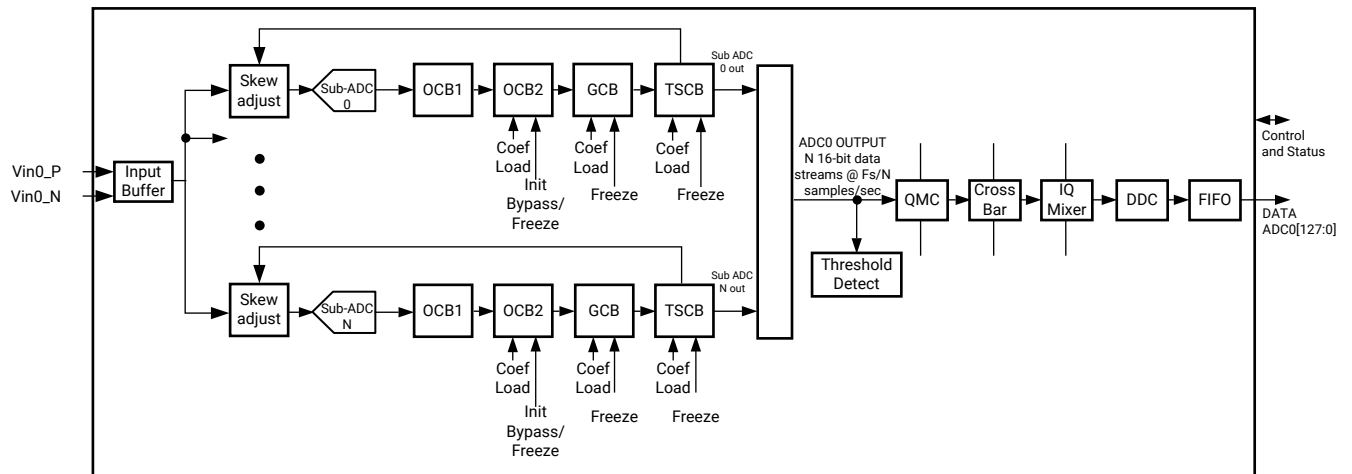 Sub ADC
0 out
Skew
adjust
Sub-ADC
0
OCB1
OCB2
GCB
TSCB
Coef
Load
Init
Bypass/
Freeze
Coef
Load
Freeze
Coef
Load
Freeze
ADC0 OUTPUT
N 16-bit data
streams @ Fs/N
samples/sec
Control
and Status
Vin0_P
Vin0_N
Input
Buffer
QMC
Cross
Bar
IQ
Mixer
DDC
FIFO
DATA
ADC0[127:0]
Threshold
Detect
Sub ADC
N out
Skew
adjust
Sub-ADC
N
OCB1
OCB2
GCB
TSCB
Coef
Load
Init
Bypass/
Freeze
Coef
Load
Freeze
Coef
Load
Freeze